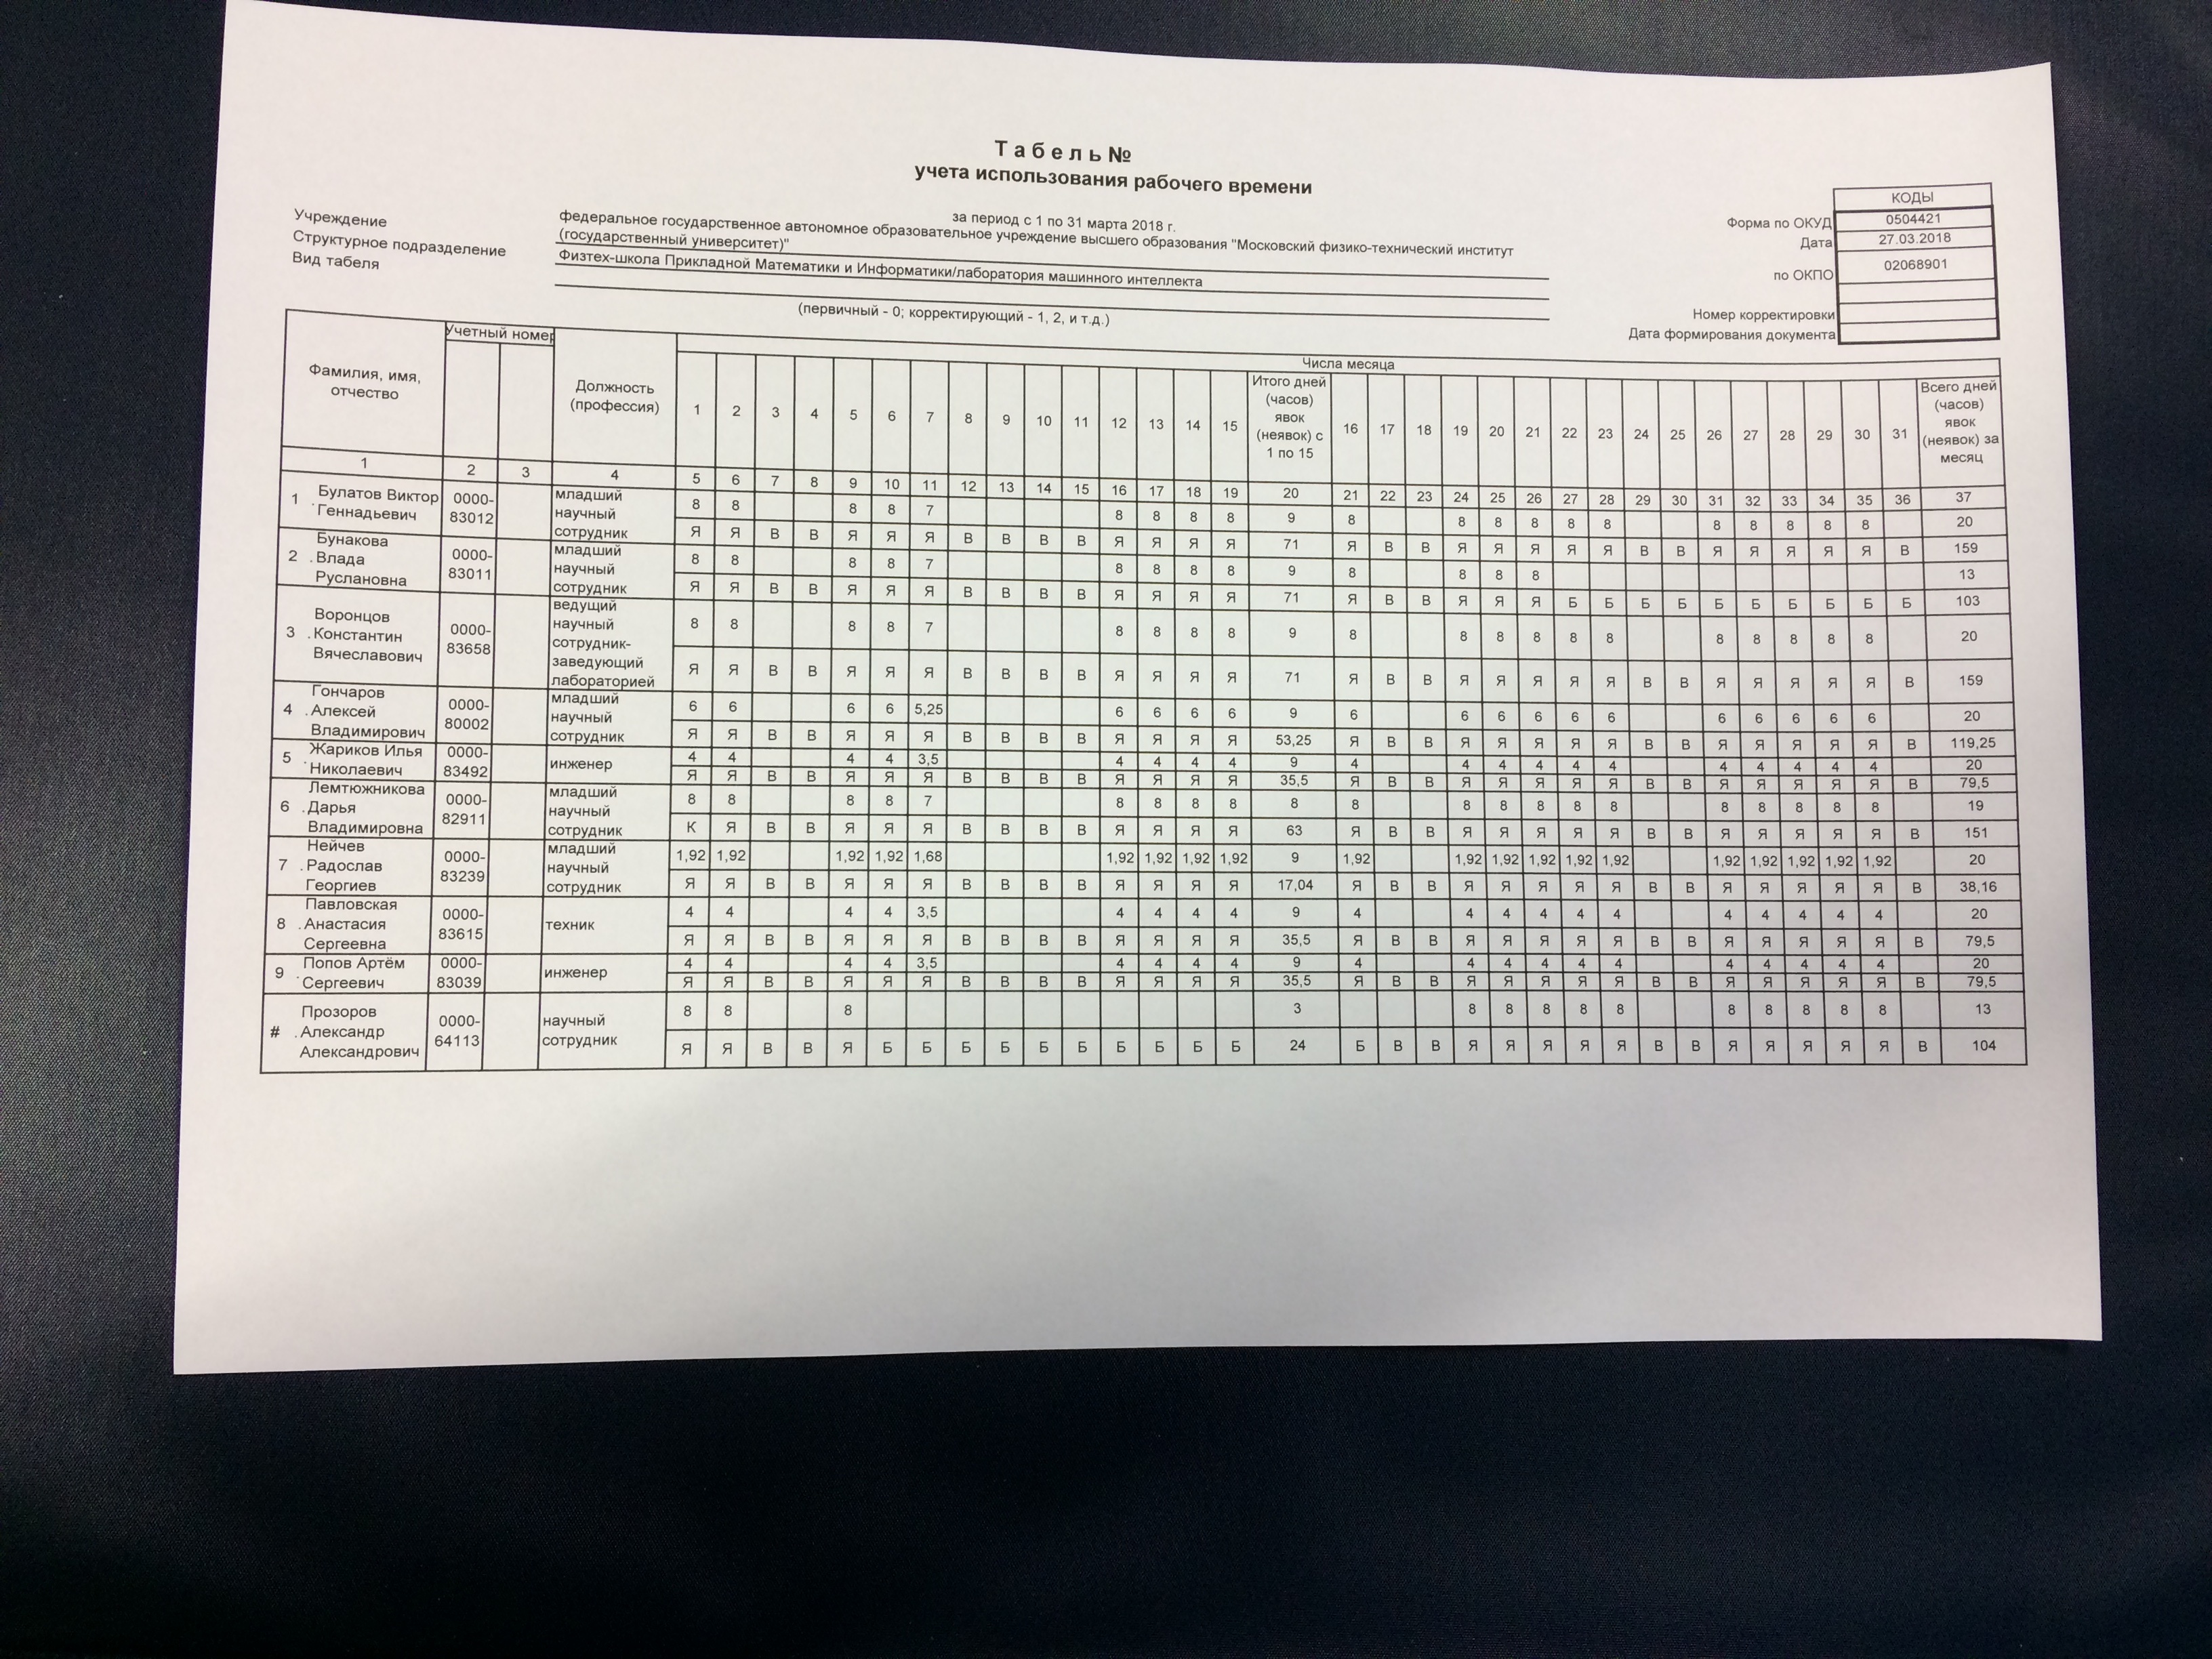 Т а б е л ь №
учета использования рабочего времени
за период с 1 по 31 марта 2018 г.
КОДЫ
Форма по ОКУД 0504421
Дата 27.03.2018
по ОКПО 02068901
Номер корректировки
Дата формирования документа
Учреждение
федеральное государственное автономное образовательное учреждение высшего образования "Московский физико-технический институт
(государственный университет)"
Структурное подразделение
Физтех-школа Прикладной Математики и Информатики/лаборатория машинного интеллекта
Вид табеля
(первичный - 0; корректирующий - 1, 2, и т.д.)
Фамилия, имя,
отчество
Учетный номер
Должность
(профессия)
Числа месяца
1 2 3 4 5 6 7 8 9 10 11 12 13 14 15
Итого дней
(часов)
явок
(неявок) с
1 по 15
16 17 18 19 20 21 22 23 24 25 26 27 28 29 30 31
Всего дней
(часов)
явок
(неявок) за
месяц
1 2 3 4 5 6 7 8 9 10 11 12 13 14 15 16 17 18 19 20 21 22 23 24 25 26 27 28 29 30 31 32 33 34 35 36 37
1 . Булатов Виктор
Геннадьевич
0000-
83012
младший
научный
сотрудник
8 8 8 8 7 8 8 8 8 9 8 8 8 8 8 8 8 8 8 8 8 20
Я Я В В Я Я Я В В В В Я Я Я Я 71 Я В В Я Я Я Я Я В В Я Я Я Я Я В 159
2 . Бунакова
Влада
Руслановна
0000-
83011
младший
научный
сотрудник
8 8 8 8 7 8 8 8 8 9 8 8 8 8 13
Я Я В В Я Я Я В В В В Я Я Я Я 71 Я В В Я Я Я Б Б Б Б Б Б Б Б Б Б 103
3 . Воронцов
Константин
Вячеславович
0000-
83658
ведущий
научный
сотрудник-
заведующий
лабораторией
8 8 8 8 7 8 8 8 8 9 8 8 8 8 8 8 8 8 8 8 8 20
Я Я В В Я Я Я В В В В Я Я Я Я 71 Я В В Я Я Я Я Я В В Я Я Я Я Я В 159
4 . Гончаров
Алексей
Владимирович
0000-
80002
младший
научный
сотрудник
6 6 6 6 5,25 6 6 6 6 9 6 6 6 6 6 6 6 6 6 6 6 20
Я Я В В Я Я Я В В В В Я Я Я Я 53,25 Я В В Я Я Я Я Я В В Я Я Я Я Я В 119,25
5 . Жариков Илья
Николаевич
0000-
83492
инженер
4 4 4 4 3,5 4 4 4 4 9 4 4 4 4 4 4 4 4 4 4 4 20
Я Я В В Я Я Я В В В В Я Я Я Я 35,5 Я В В Я Я Я Я Я В В Я Я Я Я Я В 79,5
6 . Лемтюжникова
Дарья
Владимировна
0000-
82911
младший
научный
сотрудник
8 8 8 8 7 8 8 8 8 8 8 8 8 8 8 8 8 8 8 8 8 19
К Я В В Я Я Я В В В В Я Я Я Я 63 Я В В Я Я Я Я Я В В Я Я Я Я Я В 151
7 . Нейчев
Радослав
Георгиев
0000-
83239
младший
научный
сотрудник
1,92 1,92 1,92 1,92 1,68 1,92 1,92 1,92 1,92 9 1,92 1,92 1,92 1,92 1,92 1,92 1,92 1,92 1,92 1,92 1,92 20
Я Я В В Я Я Я В В В В Я Я Я Я 17,04 Я В В Я Я Я Я Я В В Я Я Я Я Я В 38,16
8 . Павловская
Анастасия
Сергеевна
0000-
83615
техник
4 4 4 4 3,5 4 4 4 4 9 4 4 4 4 4 4 4 4 4 4 4 20
Я Я В В Я Я Я В В В В Я Я Я Я 35,5 Я В В Я Я Я Я Я В В Я Я Я Я Я В 79,5
9 . Попов Артём
Сергеевич
0000-
83039
инженер
4 4 4 4 3,5 4 4 4 4 9 4 4 4 4 4 4 4 4 4 4 4 20
Я Я В В Я Я Я В В В В Я Я Я Я 35,5 Я В В Я Я Я Я Я В В Я Я Я Я Я В 79,5
# . Прозоров
Александр
Александрович
0000-
64113
научный
сотрудник
8 8 8 3 8 8 8 8 8 8 8 8 8 8 13
Я Я В В Я Б Б Б Б Б Б Б Б Б Б 24 Б В В Я Я Я Я Я В В Я Я Я Я Я В 104